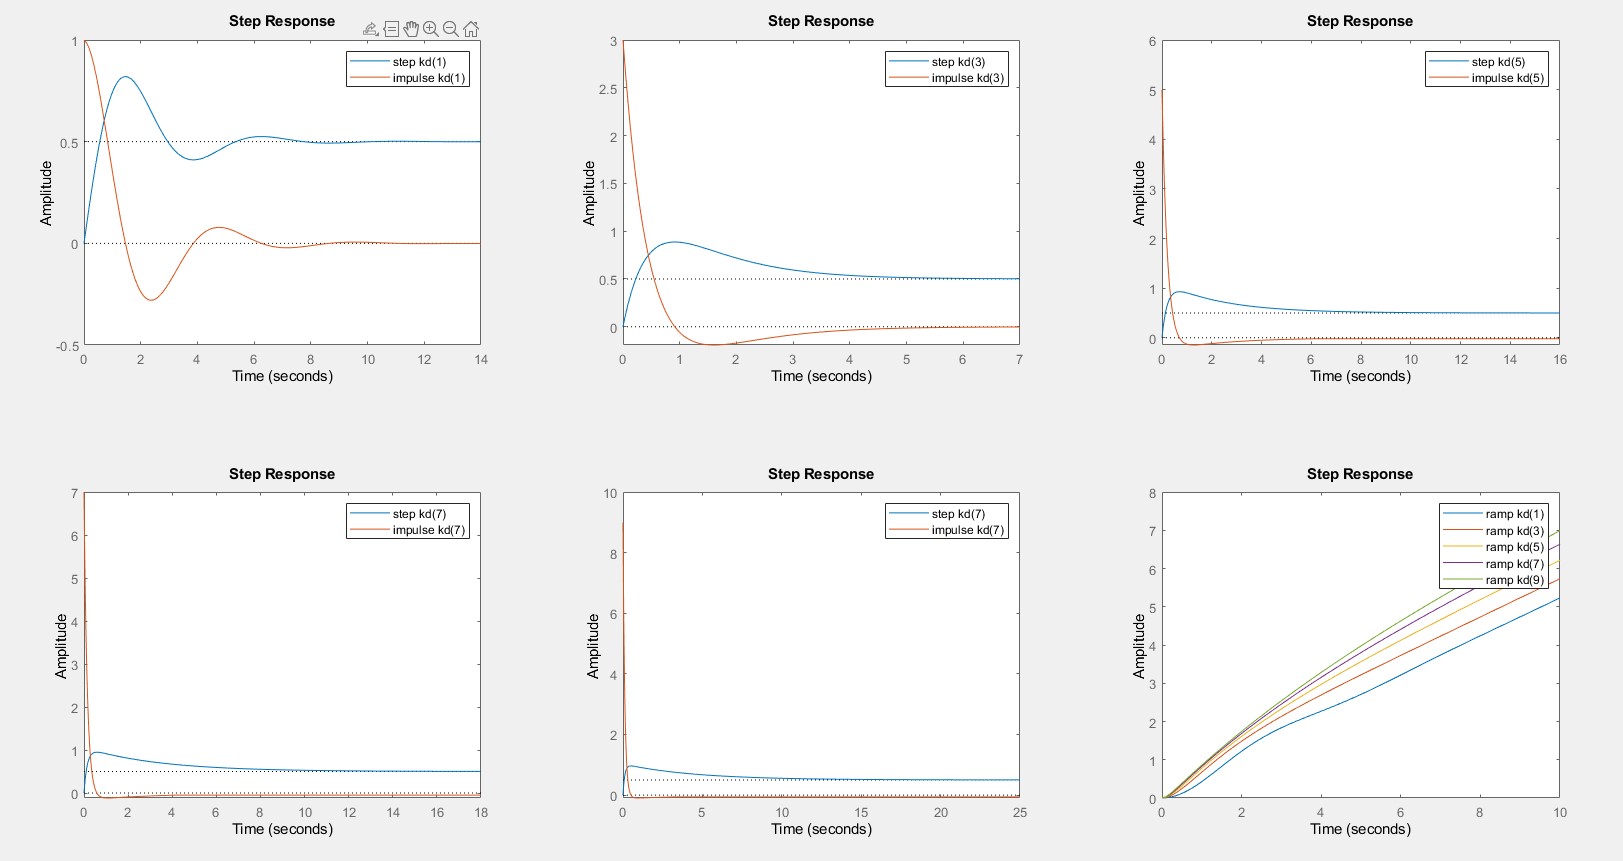 Step Response
step kd(1)
impulse kd(1)
1
0.5
0
-0.5
Amplitude
0 2 4 6 8 10 12 14
Time (seconds)
Step Response
step kd(3)
impulse kd(3)
3
2.5
2
1.5
1
0.5
0
Amplitude
0 1 2 3 4 5 6 7
Time (seconds)
Step Response
step kd(5)
impulse kd(5)
6
5
4
3
2
1
0
Amplitude
0 2 4 6 8 10 12 14 16
Time (seconds)
Step Response
step kd(7)
impulse kd(7)
7
6
5
4
3
2
1
0
Amplitude
0 2 4 6 8 10 12 14 16 18
Time (seconds)
Step Response
step kd(7)
impulse kd(7)
10
8
6
4
2
0
Amplitude
0 5 10 15 20 25
Time (seconds)
Step Response
ramp kd(1)
ramp kd(3)
ramp kd(5)
ramp kd(7)
ramp kd(9)
8
7
6
5
4
3
2
1
0
Amplitude
0 2 4 6 8 10
Time (seconds)